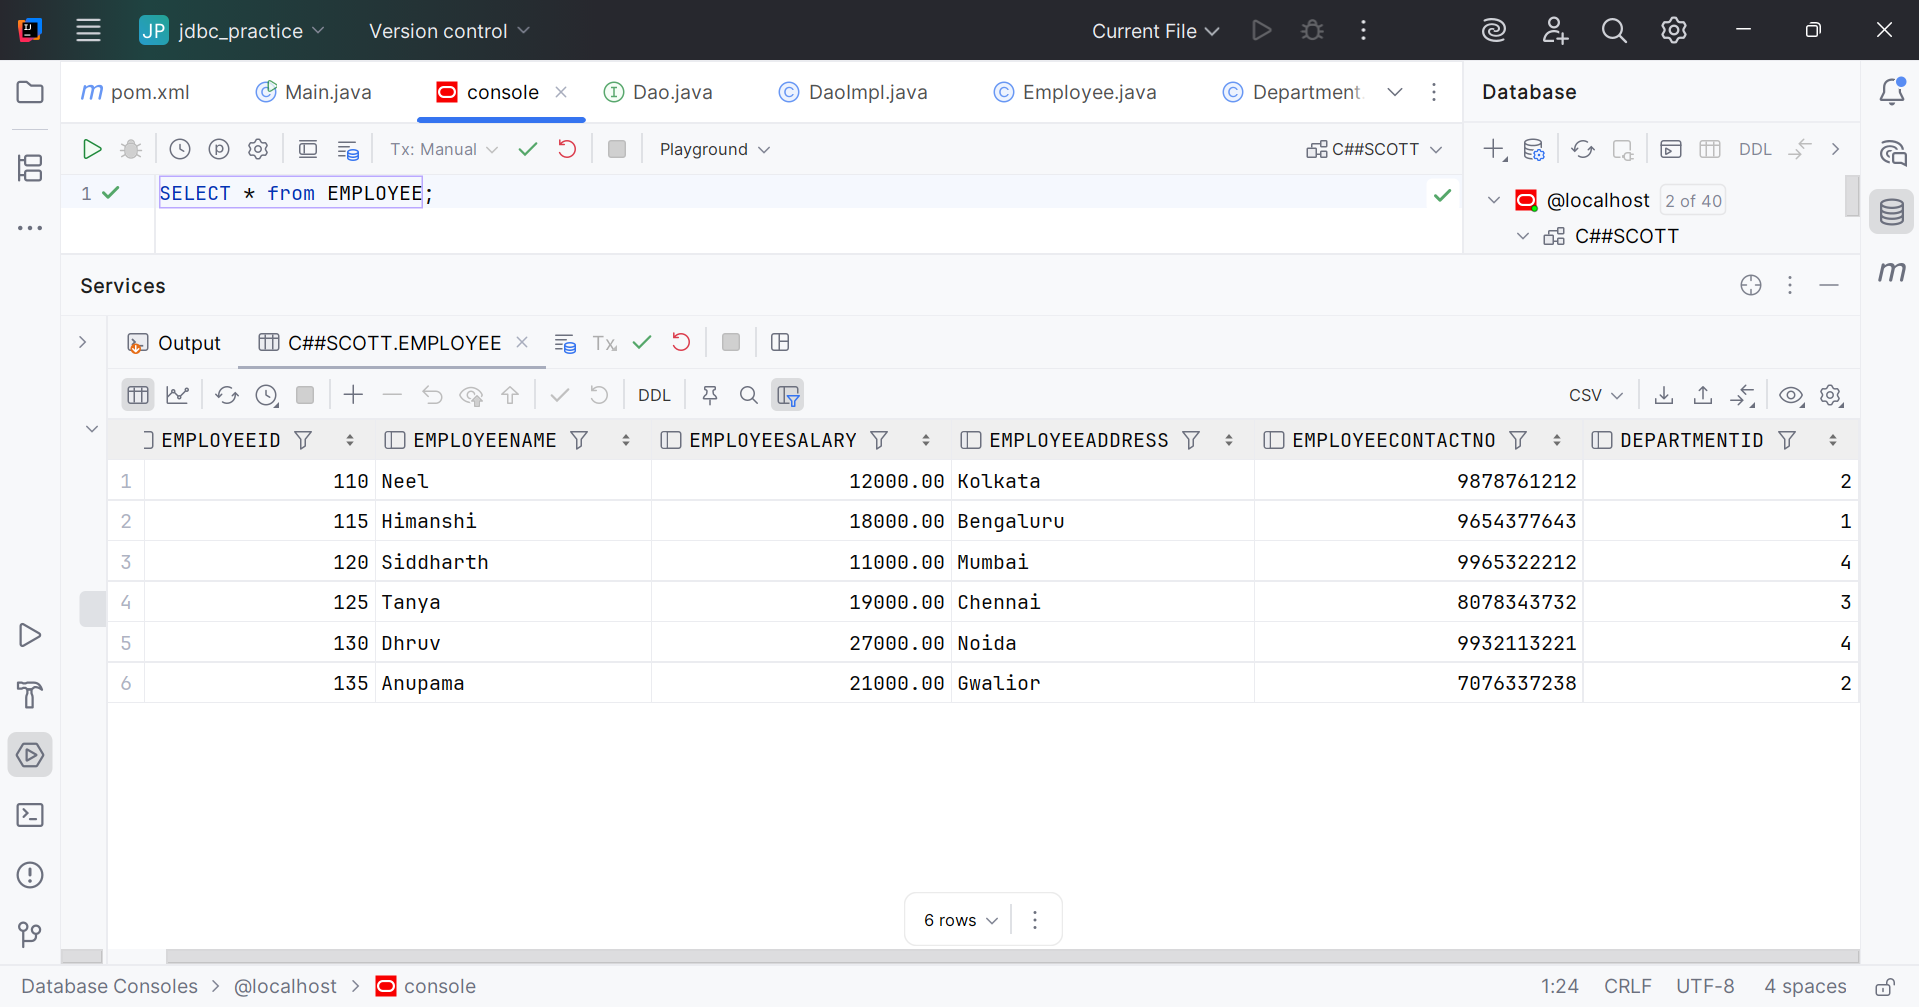 JP jdbc_practice Version control Current File
pom.xml Main.java console Dao.java DaoImpl.java Employee.java Department Database
Tx: Manual Playground C##SCOTT DDL
1 SELECT * from EMPLOYEE;
@localhost 2 of 40
C##SCOTT
Services
Output C##SCOTT.EMPLOYEE Tx
DDL CSV
EMPLOYEEID EMPLOYEENAME EMPLOYEESALARY EMPLOYEEADDRESS EMPLOYEECONTACTNO DEPARTMENTID
1 110 Neel 12000.00 Kolkata 9878761212 2
2 115 Himanshi 18000.00 Bengaluru 9654377643 1
3 120 Siddharth 11000.00 Mumbai 9965322212 4
4 125 Tanya 19000.00 Chennai 8078343732 3
5 130 Dhruv 27000.00 Noida 9932113221 4
6 135 Anupama 21000.00 Gwalior 7076337238 2
6 rows
Database Consoles > @localhost > console 1:24 CRLF UTF-8 4 spaces